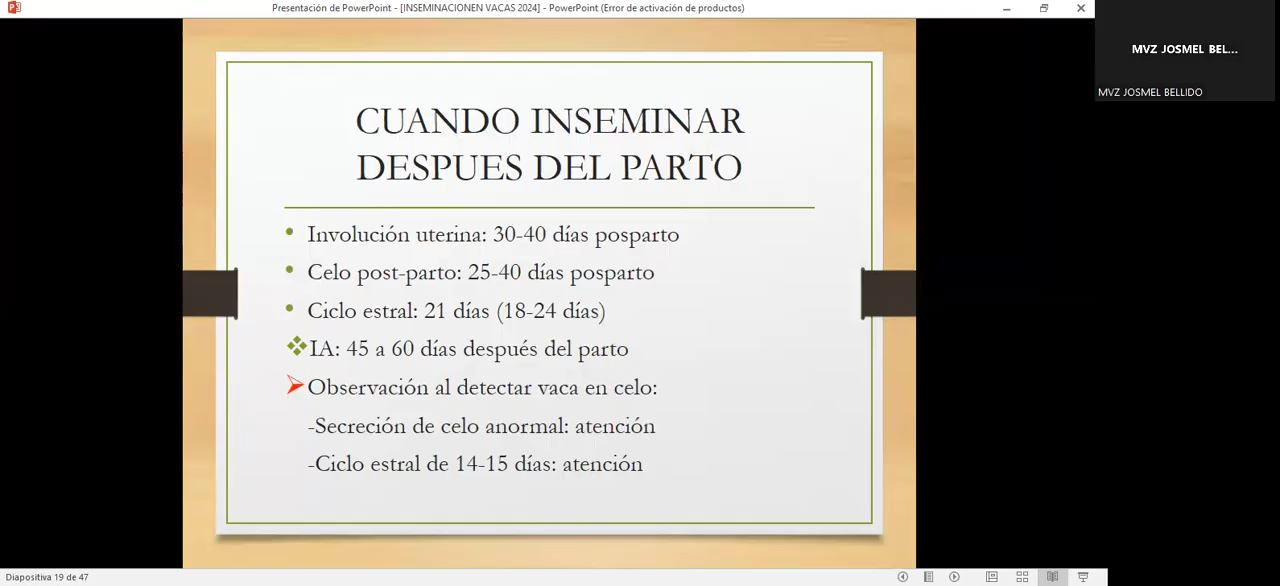 Presentación de PowerPoint - [INSEMINACIONEN VACAS 2024] - PowerPoint (Error de activación de productos)
MVZ JOSMEL BEL...
MVZ JOSMEL BELLIDO
CUANDO INSEMINAR
DESPUES DEL PARTO
• Involución uterina: 30-40 días posparto
• Celo post-parto: 25-40 días posparto
• Ciclo estral: 21 días (18-24 días)
❖IA: 45 a 60 días después del parto
➢Observación al detectar vaca en celo:
-Secreción de celo anormal: atención
-Ciclo estral de 14-15 días: atención
Diapositiva 19 de 47